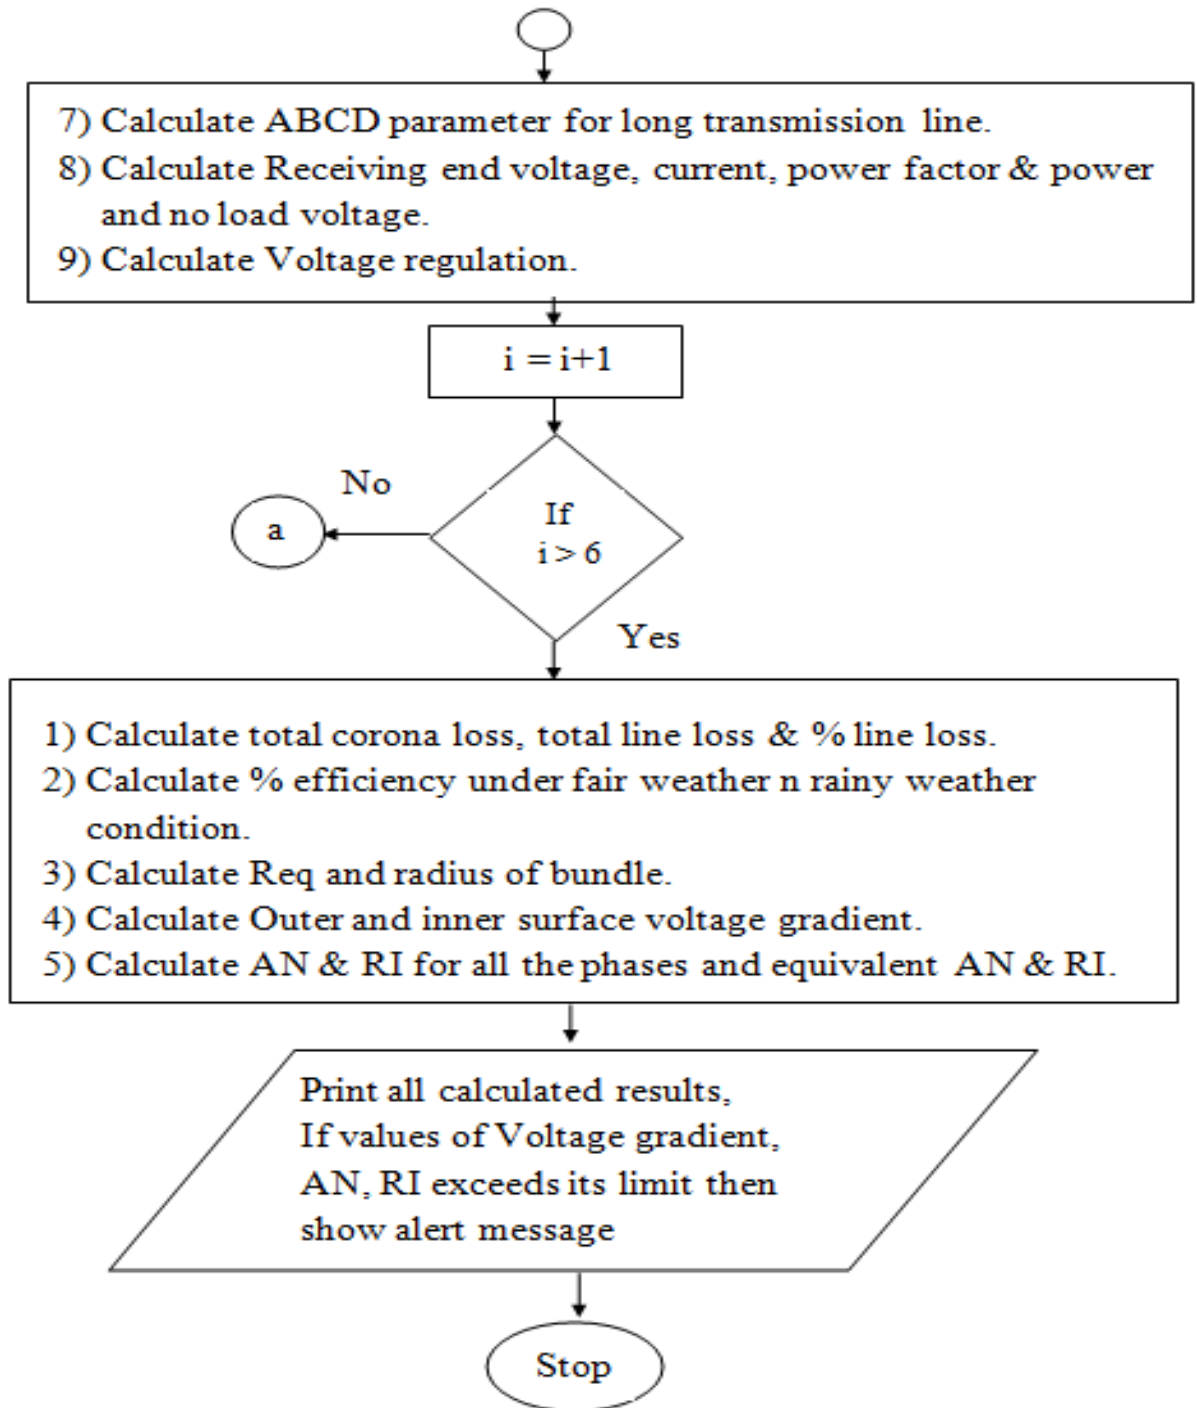 7) Calculate ABCD parameter for long transmission line.
8) Calculate Receiving end voltage, current, power factor & power
and no load voltage.
9) Calculate Voltage regulation.
i = i+1
No
a
If
i > 6
Yes
1) Calculate total corona loss, total line loss & % line loss.
2) Calculate % efficiency under fair weather n rainy weather
condition.
3) Calculate Req and radius of bundle.
4) Calculate Outer and inner surface voltage gradient.
5) Calculate AN & RI for all the phases and equivalent AN & RI.
Print all calculated results,
If values of Voltage gradient,
AN, RI exceeds its limit then
show alert message
Stop